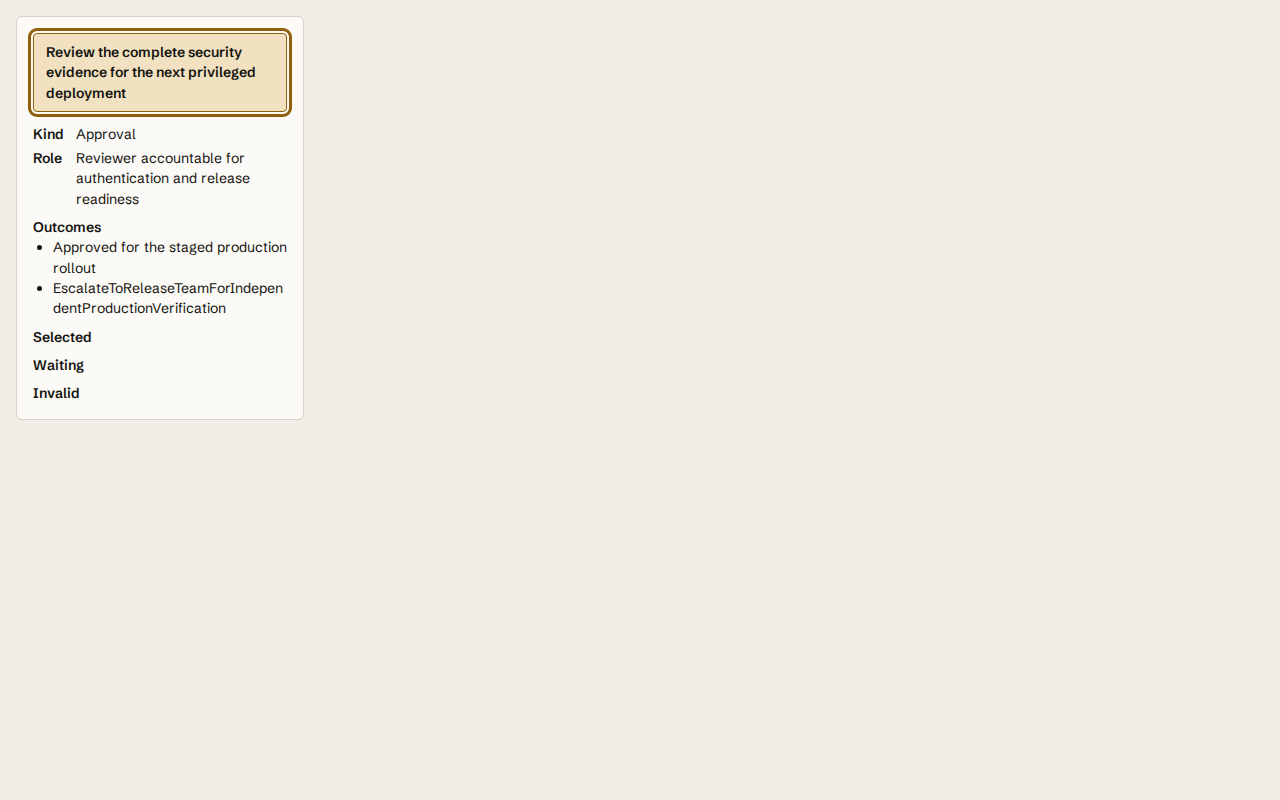 Review the complete security
evidence for the next privileged
deployment
Kind Approval
Role Reviewer accountable for
authentication and release
readiness
Outcomes
• Approved for the staged production
rollout
• EscalateToReleaseTeamForIndepen
dentProductionVerification
Selected
Waiting
Invalid